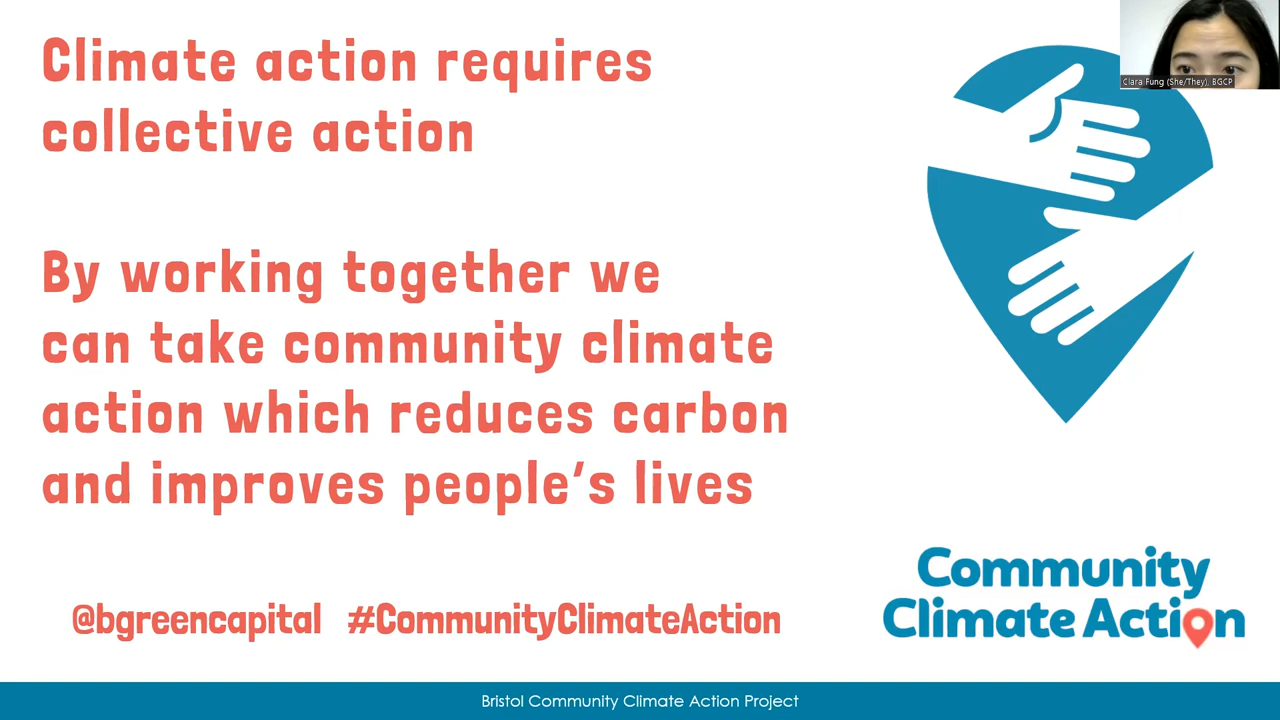 Climate action requires
collective action
By working together we
can take community climate
action which reduces carbon
and improves people’s lives
@bgreencapital #CommunityClimateAction
Clara Fung (She/They), BGCP
Community
Climate Action
Bristol Community Climate Action Project